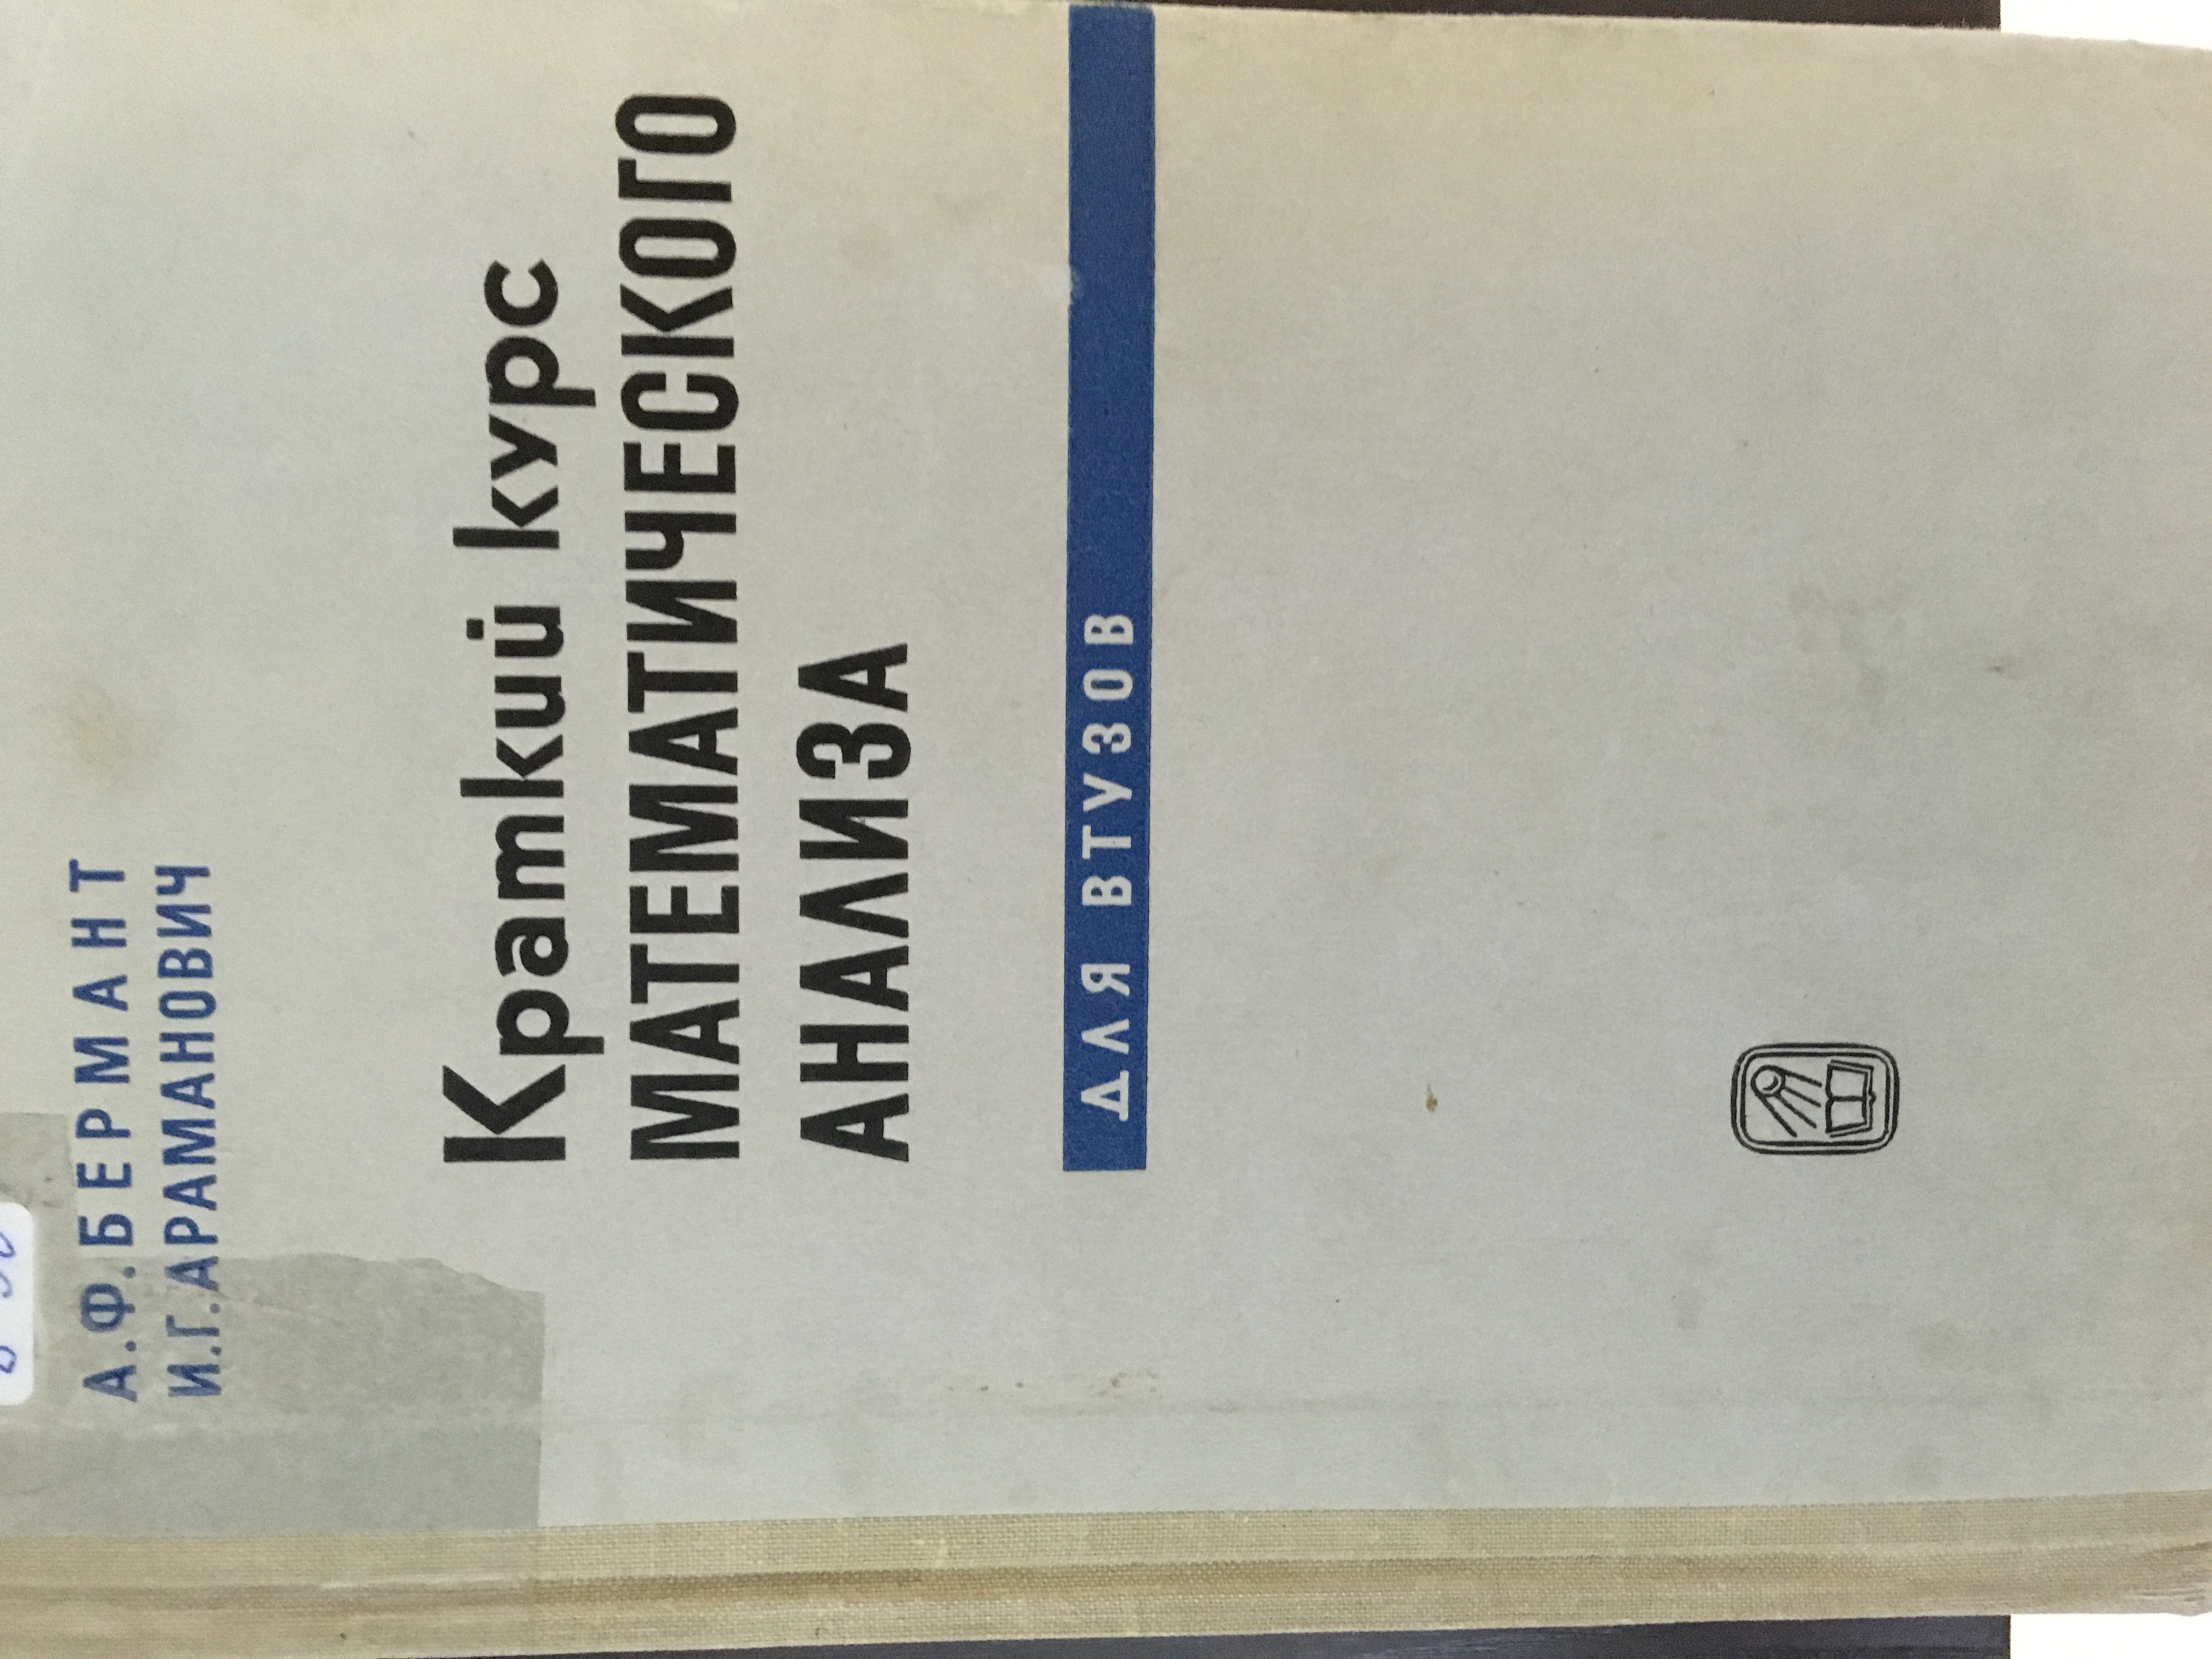 А.Ф.БЕРМАНТ
И.Г.АРАМАНОВИЧ
Краткий курс
МАТЕМАТИЧЕСКОГО
АНАЛИЗА
ДЛЯ ВТУЗОВ